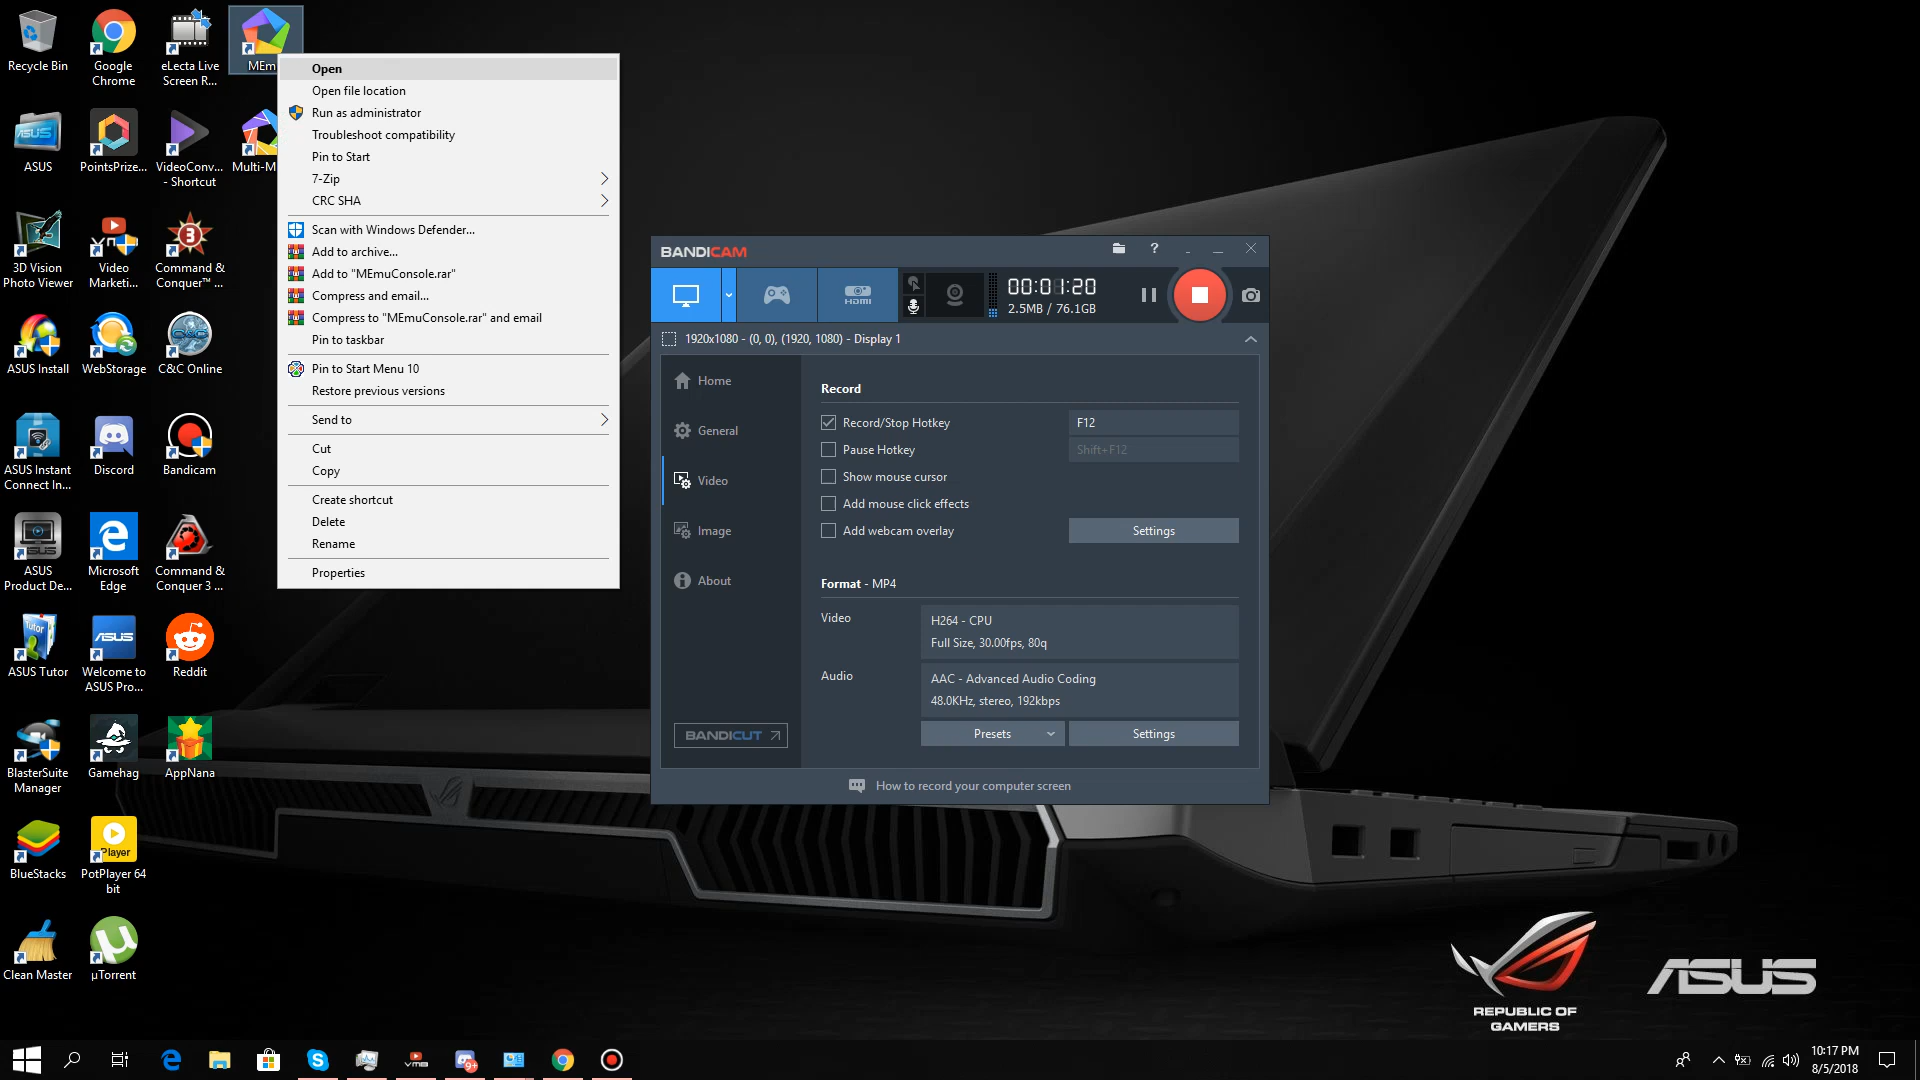 Recycle Bin
Google
Chrome
eLecta Live
Screen R...
MEm
ASUS
PointsPrize...
VideoConv...
- Shortcut
Multi-M
3D Vision
Photo Viewer
Video
Marketi...
Command &
Conquer™ ...
ASUS Install
WebStorage
C&C Online
ASUS Instant
Connect In...
Discord
Bandicam
ASUS
Product De...
Microsoft
Edge
Command &
Conquer 3 ...
ASUS Tutor
Welcome to
ASUS Pro...
Reddit
BlasterSuite
Manager
Gamehag
AppNana
BlueStacks
PotPlayer 64
bit
Clean Master
µTorrent
Open
Open file location
Run as administrator
Troubleshoot compatibility
Pin to Start
7-Zip
CRC SHA
Scan with Windows Defender...
Add to archive...
Add to "MEmuConsole.rar"
Compress and email...
Compress to "MEmuConsole.rar" and email
Pin to taskbar
Pin to Start Menu 10
Restore previous versions
Send to
Cut
Copy
Create shortcut
Delete
Rename
Properties
BANDICAM
?
HDMI
00:01:20
2.5MB / 76.1GB
1920x1080 - (0, 0), (1920, 1080) - Display 1
Home
General
Video
Image
About
BANDICUT
Record
Record/Stop Hotkey
F12
Pause Hotkey
Shift+F12
Show mouse cursor
Add mouse click effects
Add webcam overlay
Settings
Format - MP4
Video
H264 - CPU
Full Size, 30.00fps, 80q
Audio
AAC - Advanced Audio Coding
48.0KHz, stereo, 192kbps
Presets
Settings
How to record your computer screen
REPUBLIC OF
GAMERS
ASUS
9+
10:17 PM
8/5/2018